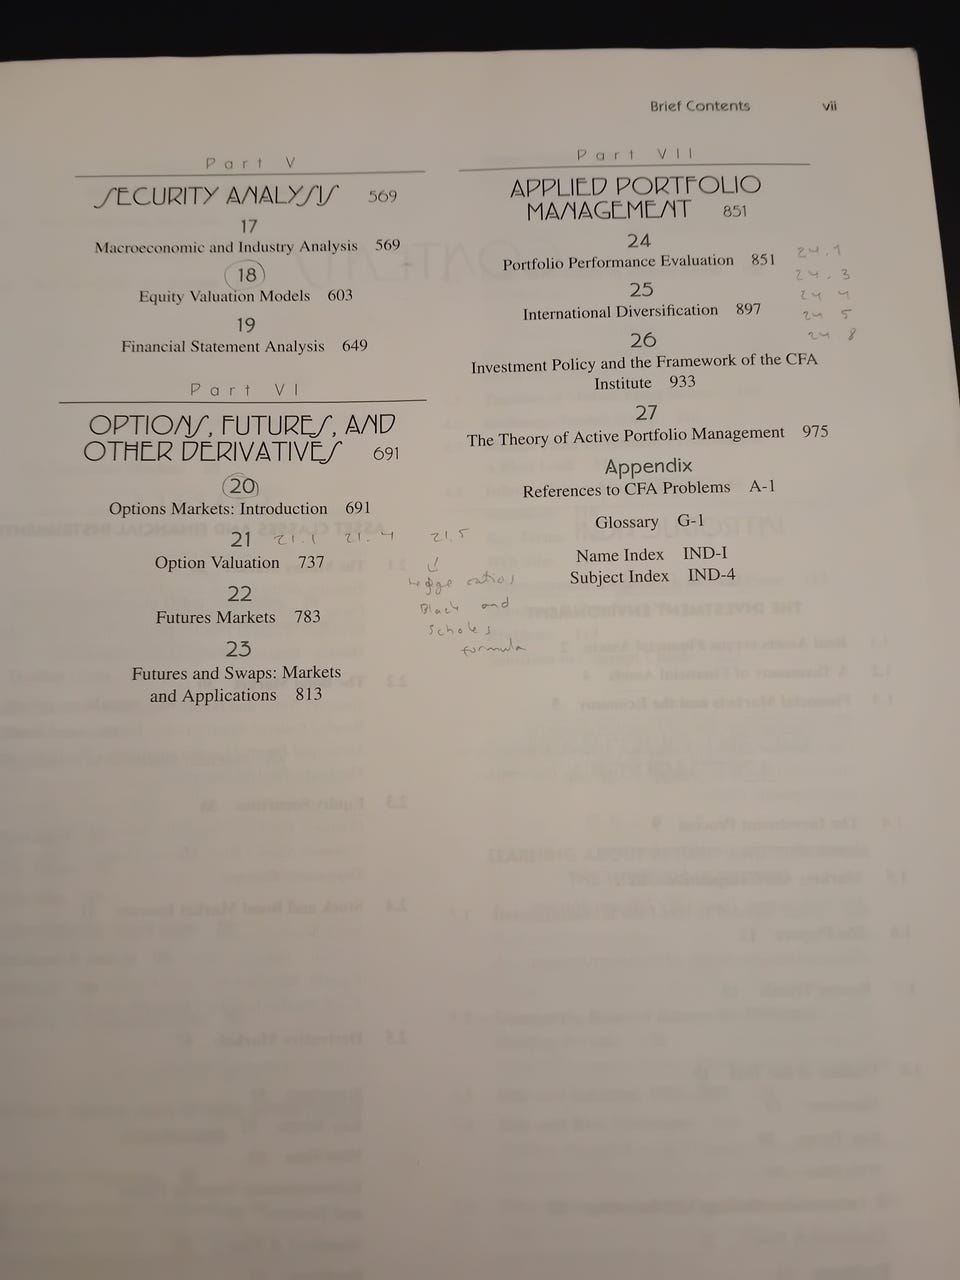 Brief Contents vii
Part V
SECURITY ANALYSIS 569
17
Macroeconomic and Industry Analysis 569
18
Equity Valuation Models 603
19
Financial Statement Analysis 649
Part VI
OPTIONS, FUTURES, AND
OTHER DERIVATIVES 691
20
Options Markets: Introduction 691
21 21.1 21.4 21.5
Option Valuation 737
22
Futures Markets 783
23
Futures and Swaps: Markets
and Applications 813
Black and
Scholes
formula
Part VII
APPLIED PORTFOLIO
MANAGEMENT 851
24
Portfolio Performance Evaluation 851
25
International Diversification 897
26
Investment Policy and the Framework of the CFA
Institute 933
27
The Theory of Active Portfolio Management 975
Appendix
References to CFA Problems A-1
Glossary G-1
Name Index IND-I
Subject Index IND-4
24.1
24.3
24 4
24 5
24 8